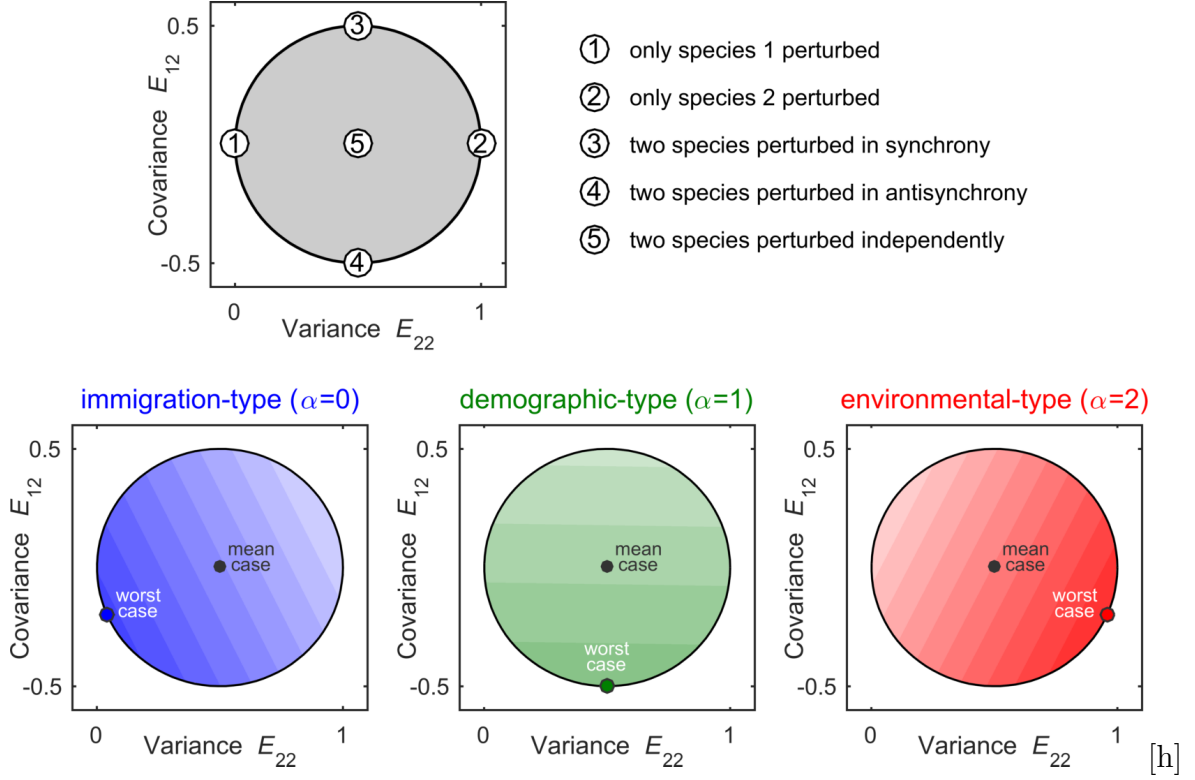 0.5
Covariance E12
-0.5
0
1
Variance E22
3
1
5
2
4
1 only species 1 perturbed
2 only species 2 perturbed
3 two species perturbed in synchrony
4 two species perturbed in antisynchrony
5 two species perturbed independently
immigration-type (α=0)
0.5
Covariance E12
-0.5
mean
case
worst
case
0
1
Variance E22
demographic-type (α=1)
0.5
Covariance E12
-0.5
mean
case
worst
case
0
1
Variance E22
environmental-type (α=2)
0.5
Covariance E12
-0.5
mean
case
worst
case
0
1
Variance E22
[h]